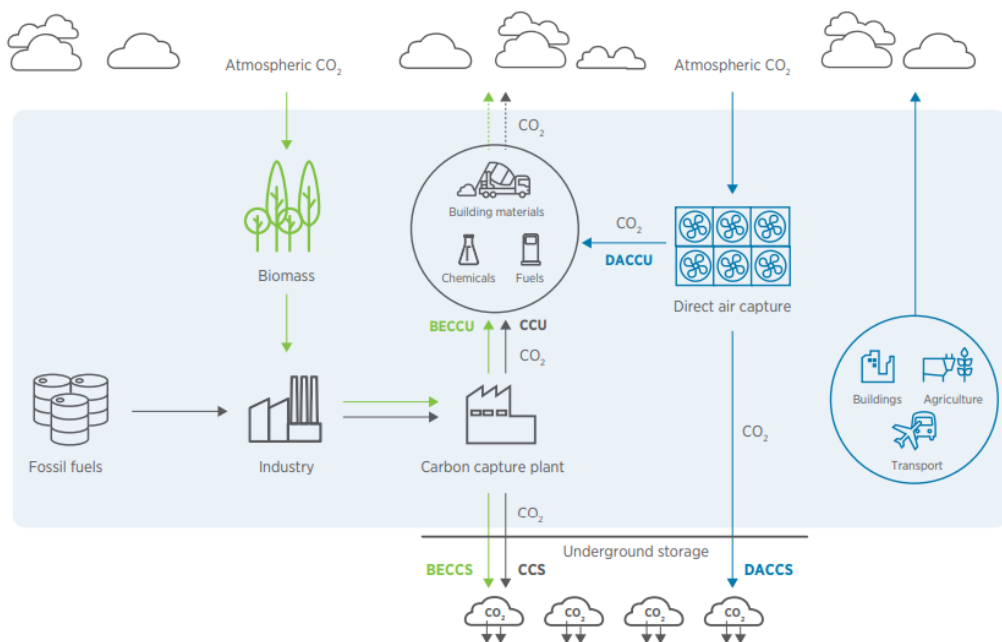 Atmospheric CO₂
Atmospheric CO₂
CO₂
Building materials
Chemicals
Fuels
CO₂
DACCU
Biomass
Direct air capture
BECCU
CCU
CO₂
Buildings
Agriculture
Transport
Fossil fuels
Industry
Carbon capture plant
CO₂
CO₂
Underground storage
BECCS
CCS
DACCS
CO₂
CO₂
CO₂
CO₂